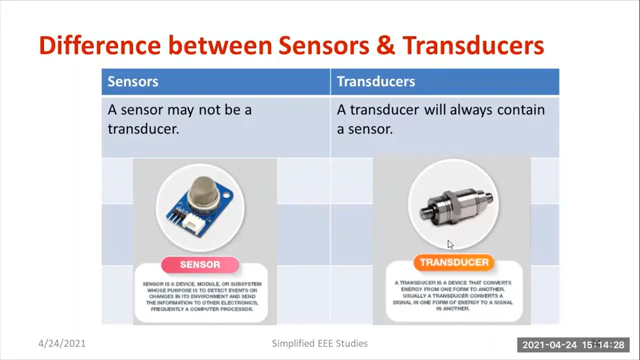 Difference between Sensors & Transducers
Sensors
Transducers
A sensor may not be a
transducer.
A transducer will always contain
a sensor.
SENSOR
SENSOR IS A DEVICE, MODULE, OR SUBSYSTEM
WHOSE PURPOSE IS TO DETECT EVENTS OR
CHANGES IN ITS ENVIRONMENT AND SEND
THE INFORMATION TO OTHER ELECTRONICS,
FREQUENTLY A COMPUTER PROCESSOR.
TRANSDUCER
A TRANSDUCER IS A DEVICE THAT CONVERTS
ENERGY FROM ONE FORM TO ANOTHER.
USUALLY A TRANSDUCER CONVERTS A
SIGNAL IN ONE FORM OF ENERGY TO A SIGNAL
IN ANOTHER.
4/24/2021
Simplified EEE Studies
2021-04-24 15:14:28